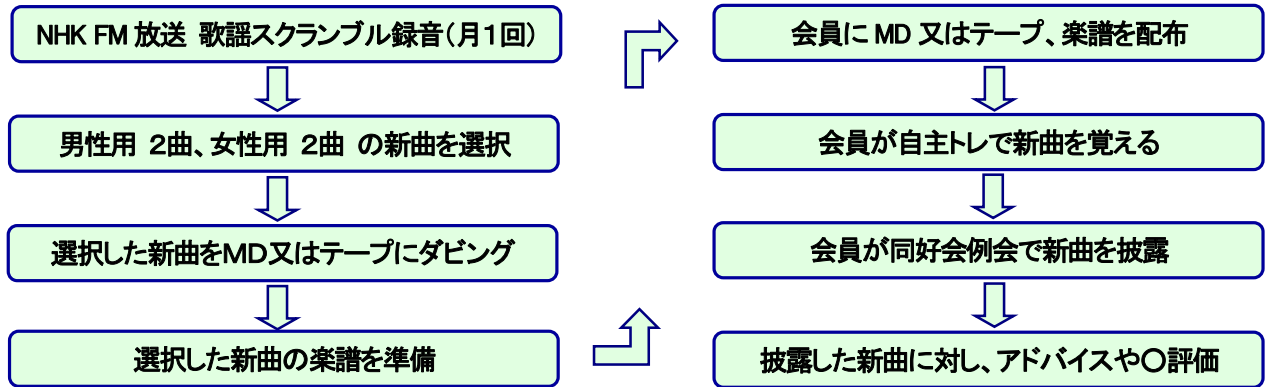 NHK FM 放送 歌謡スクランブル録音（月１回）
男性用 ２曲、女性用 ２曲 の新曲を選択
選択した新曲をＭＤ又はテープにダビング
選択した新曲の楽譜を準備
会員に MD 又はテープ、楽譜を配布
会員が自主トレで新曲を覚える
会員が同好会例会で新曲を披露
披露した新曲に対し、アドバイスや〇評価